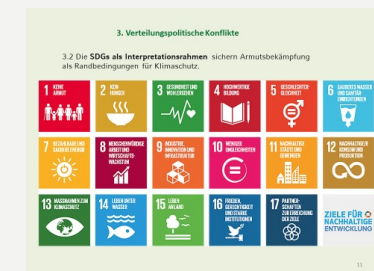 3. Verteilungspolitische Konflikte
3.2 Die SDGs als Interpretationsrahmen sichern Armutsbekämpfung
als Randbedingungen für Klimaschutz.
1 KEINE
ARMUT
2 KEIN
HUNGER
3 GESUNDHEIT UND
WOHLERGEHEN
4 HOCHWERTIGE
BILDUNG
5 GESCHLECHTER-
GLEICHHEIT
6 SAUBERES WASSER
UND SANITÄR-
EINRICHTUNGEN
7 BEZAHLBARE UND
SAUBERE ENERGIE
8 MENSCHENWÜRDIGE
ARBEIT UND
WIRTSCHAFTS-
WACHSTUM
9 INDUSTRIE,
INNOVATION UND
INFRASTRUKTUR
10 WENIGER
UNGLEICHHEITEN
11 NACHHALTIGE
STÄDTE UND
GEMEINDEN
12 NACHHALTIGE/R
KONSUM UND
PRODUKTION
13 MASSNAHMEN ZUM
KLIMASCHUTZ
14 LEBEN UNTER
WASSER
15 LEBEN
AN LAND
16 FRIEDEN,
GERECHTIGKEIT
UND STARKE
INSTITUTIONEN
17 PARTNER-
SCHAFTEN
ZUR ERREICHUNG
DER ZIELE
ZIELE FÜR
NACHHALTIGE
ENTWICKLUNG
11